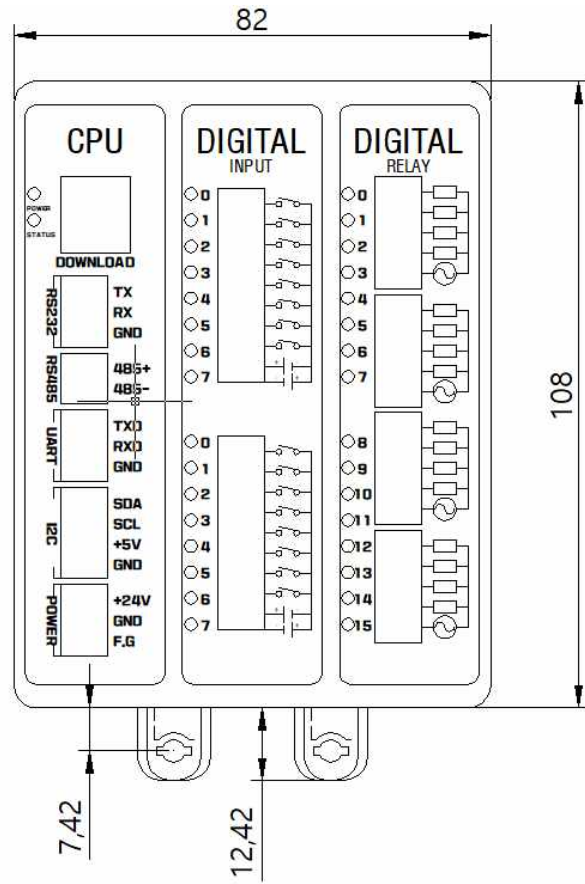 82
CPU
POWER
STATUS
DOWNLOAD
RS232
TX
RX
GND
RS485
485+
485-
UART
TXD
RXD
GND
I2C
SDA
SCL
+5V
GND
POWER
+24V
GND
F.G
DIGITAL
INPUT
0
1
2
3
4
5
6
7
0
1
2
3
4
5
6
7
DIGITAL
RELAY
0
1
2
3
4
5
6
7
8
9
10
11
12
13
14
15
108
7,42
12,42